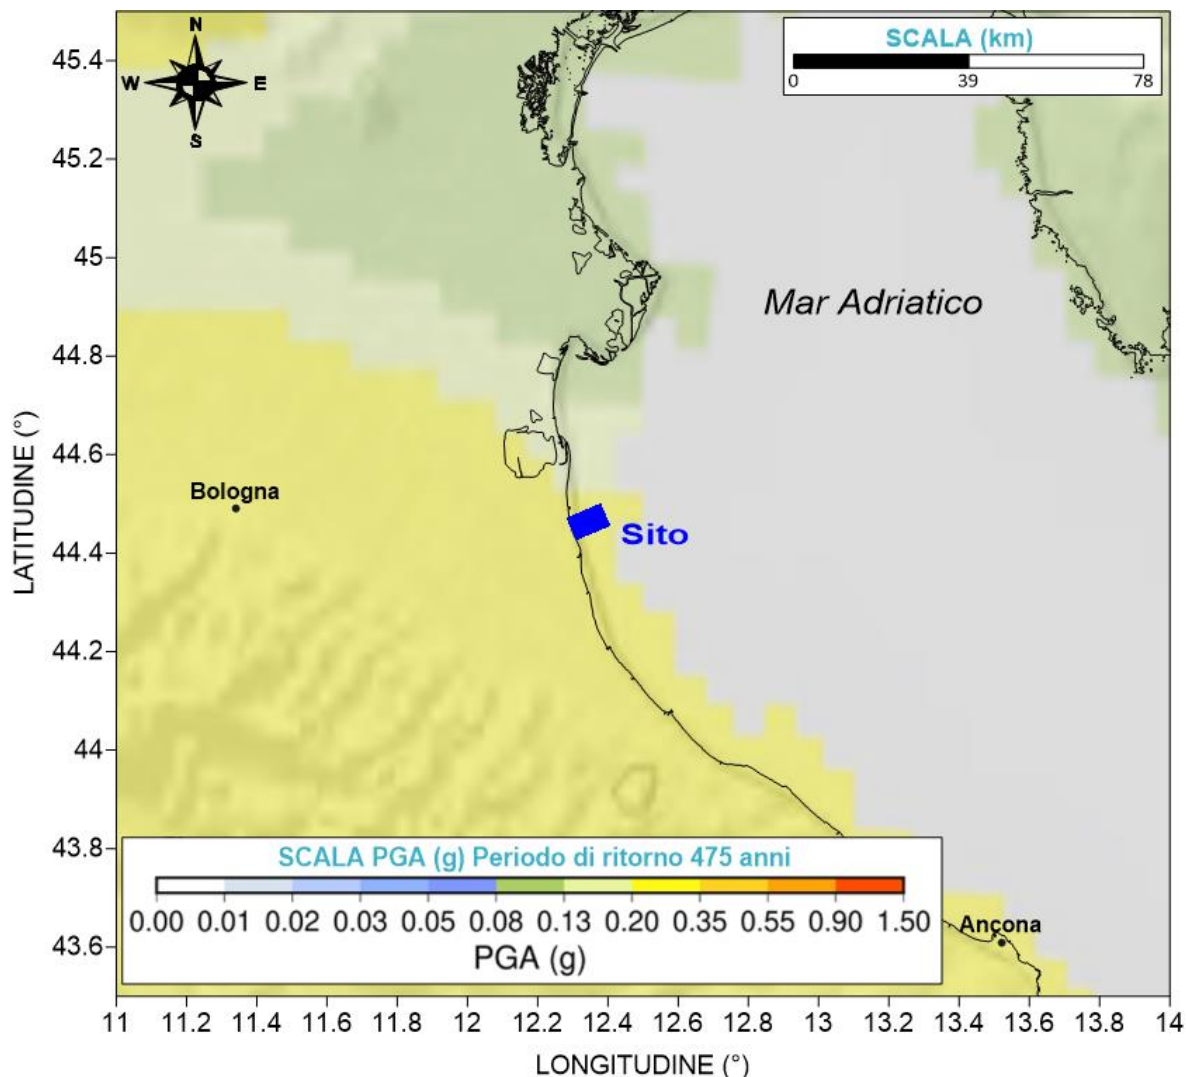 N
W E
S
SCALA (km)
0 39 78
45.4
45.2
45
44.8
44.6
44.4
44.2
44
43.8
43.6
LATITUDINE (°)
Mar Adriatico
Bologna
Sito
Ancona
SCALA PGA (g) Periodo di ritorno 475 anni
0.00 0.01 0.02 0.03 0.05 0.08 0.13 0.20 0.35 0.55 0.90 1.50
PGA (g)
11 11.2 11.4 11.6 11.8 12 12.2 12.4 12.6 12.8 13 13.2 13.4 13.6 13.8 14
LONGITUDINE (°)